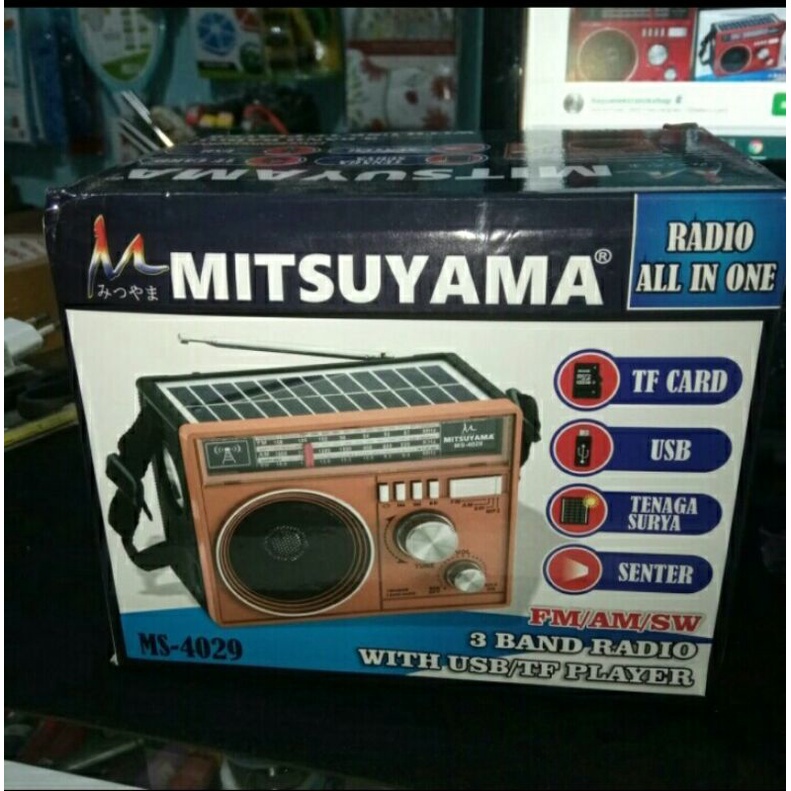 MITSUYAMA
MITSUYAMA®
みつやま
RADIO
ALL IN ONE
MITSUYAMA
MS-4029
TF CARD
USB
TENAGA
SURYA
SENTER
FM/AM/SW
3 BAND RADIO
WITH USB/TF PLAYER
MS-4029